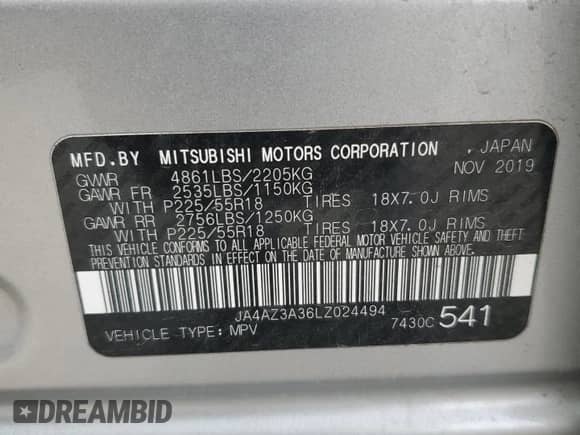 MFD.BY MITSUBISHI MOTORS CORPORATION , JAPAN
GVWR 4861LBS/2205KG NOV 2019
GAWR FR 2535LBS/1150KG
WITH P225/55R18 TIRES 18X7.0J RIMS
GAWR RR 2756LBS/1250KG
WITH P225/55R18 TIRES 18X7.0J RIMS
THIS VEHICLE CONFORMS TO ALL APPLICABLE FEDERAL MOTOR VEHICLE SAFETY AND THEFT
PREVENTION STANDARDS IN EFFECT ON THE DATE OF MANUFACTURE SHOWN ABOVE.
JA4AZ3A36LZ024494
VEHICLE TYPE: MPV 7430C 541
DREAMBID